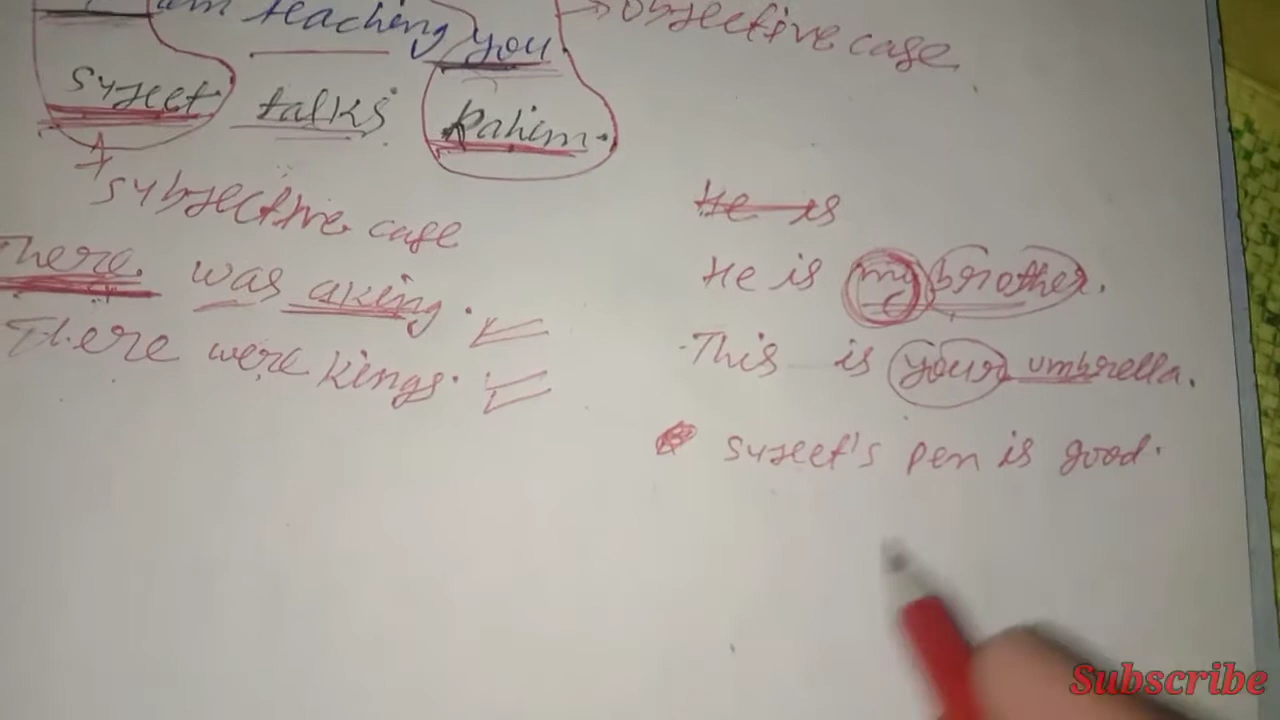 am teaching you → objective case
Sujeet talks Rahim.
subjective case
There was a king.
There were kings.
He is
He is my brother.
This is your umbrella.
Sujeet's pen is good.
Subscribe